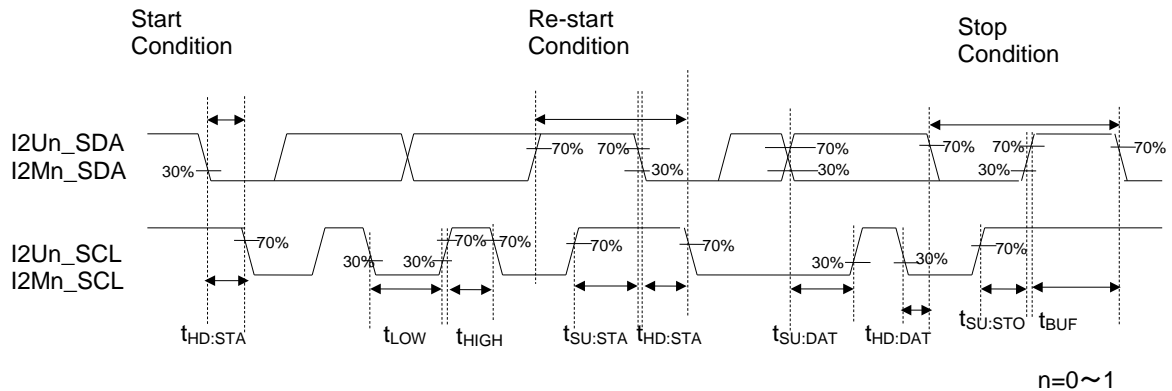 Start
Condition
Re-start
Condition
Stop
Condition
I2Un_SDA
I2Mn_SDA
30%
70%
70%
30%
70%
30%
70%
30%
70%
70%
I2Un_SCL
I2Mn_SCL
70%
30%
30%
70%
70%
70%
70%
30%
30%
70%
tHD:STA
tLOW
tHIGH
tSU:STA
tHD:STA
tSU:DAT
tHD:DAT
tSU:STO
tBUF
n=0～1